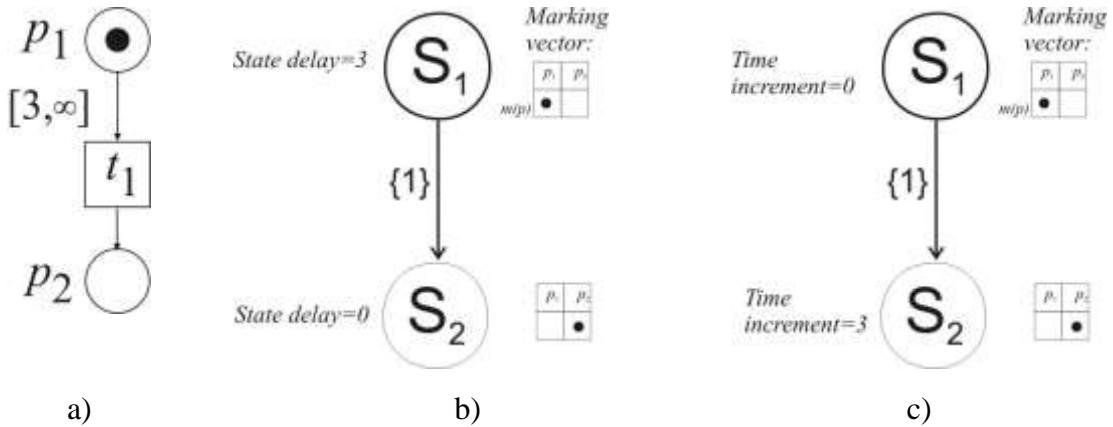 p1
[3,∞]
t1
p2
a)
State delay=3
S1
Marking
vector:
p1 p2
m(p)
{1}
State delay=0
S2
p1 p2
b)
Time
increment=0
S1
Marking
vector:
p1 p2
m(p)
{1}
Time
increment=3
S2
p1 p2
c)